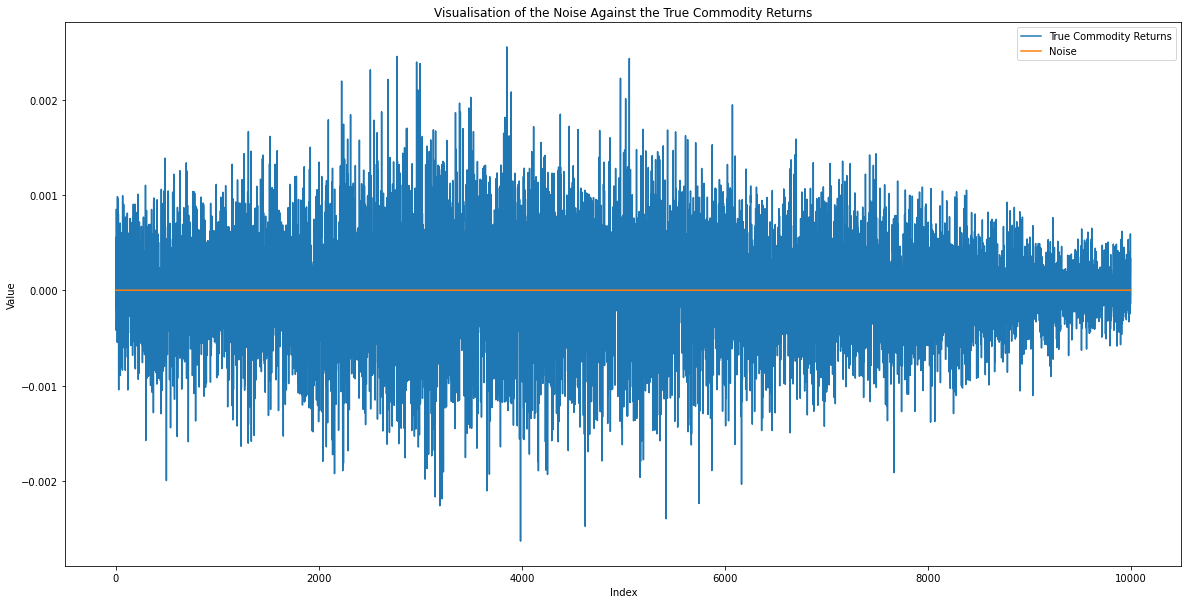 Visualisation of the Noise Against the True Commodity Returns
True Commodity Returns
Noise
0.002
0.001
0.000
−0.001
−0.002
Value
0
2000
4000
6000
8000
10000
Index